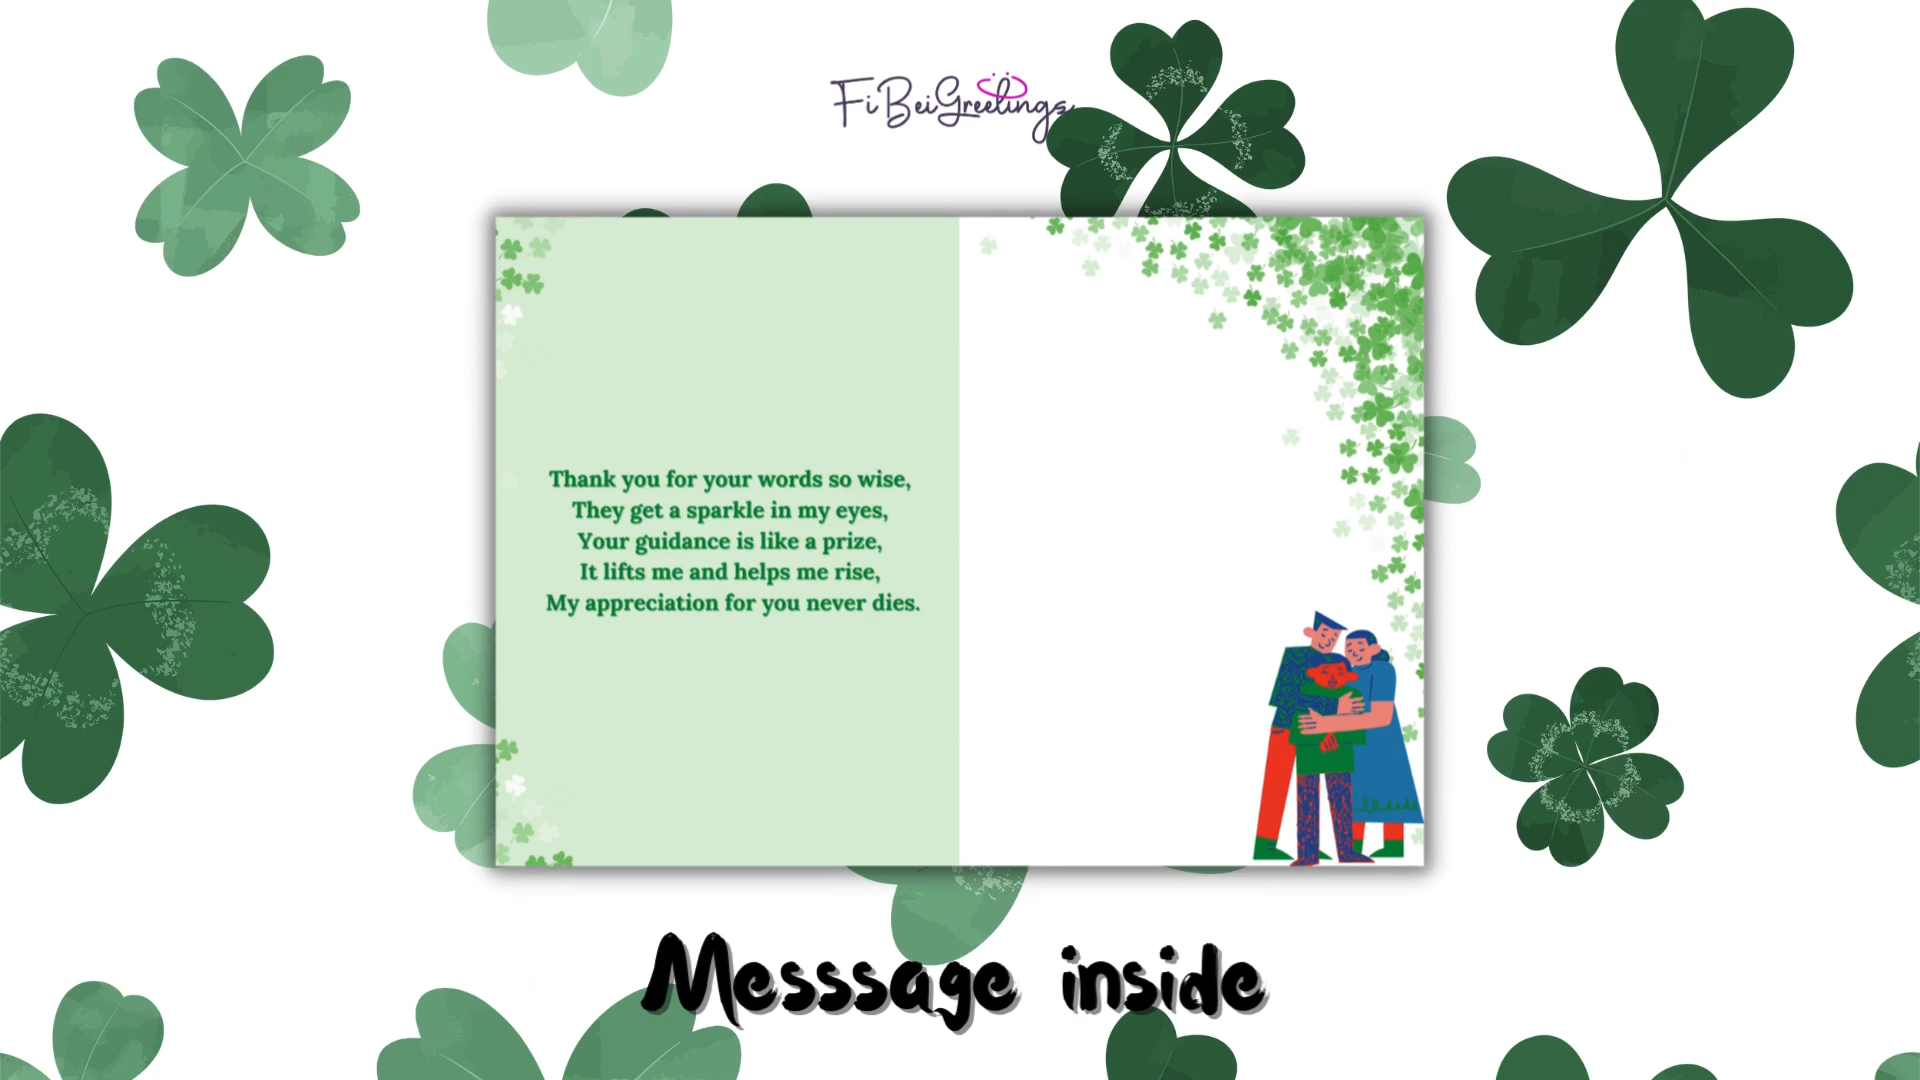 FiBeiGreetings
Thank you for your words so wise,
They get a sparkle in my eyes,
Your guidance is like a prize,
It lifts me and helps me rise,
My appreciation for you never dies.
Messsage inside